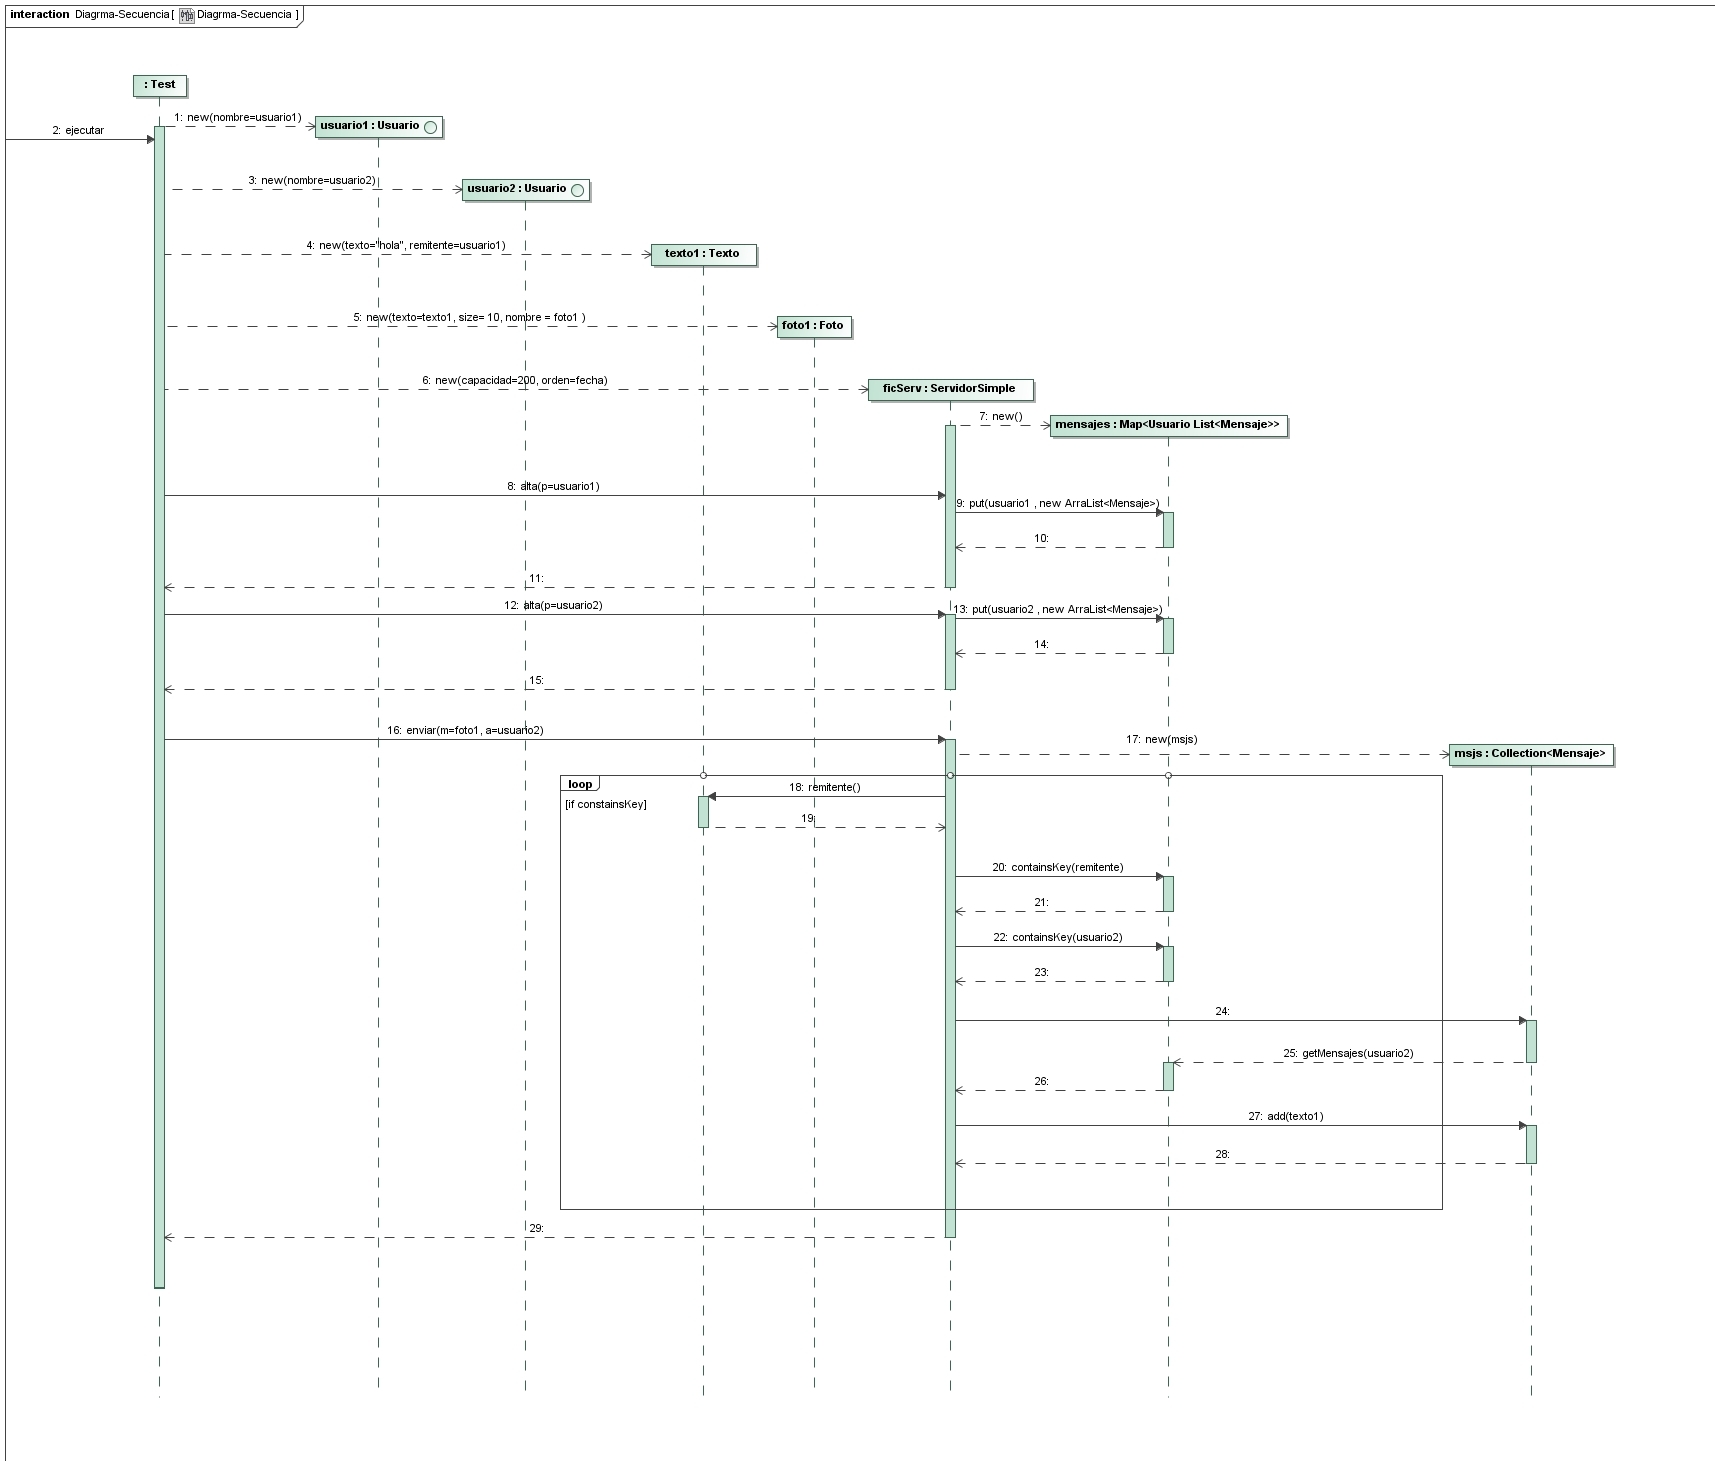 interaction Diagrma-Secuencia[ Diagrma-Secuencia ]
: Test
1: new(nombre=usuario1)
usuario1 : Usuario
2: ejecutar
3: new(nombre=usuario2)
usuario2 : Usuario
4: new(texto="hola", remitente=usuario1)
texto1 : Texto
5: new(texto=texto1, size= 10, nombre = foto1 )
foto1 : Foto
6: new(capacidad=200, orden=fecha)
ficServ : ServidorSimple
7: new()
mensajes : Map<Usuario List<Mensaje>>
8: alta(p=usuario1)
9: put(usuario1 , new ArraList<Mensaje>)
10:
11:
12: alta(p=usuario2)
13: put(usuario2 , new ArraList<Mensaje>)
14:
15:
16: enviar(m=foto1, a=usuario2)
17: new(msjs)
msjs : Collection<Mensaje>
loop
18: remitente()
[if constainsKey]
19:
20: containsKey(remitente)
21:
22: containsKey(usuario2)
23:
24:
25: getMensajes(usuario2)
26:
27: add(texto1)
28:
29: